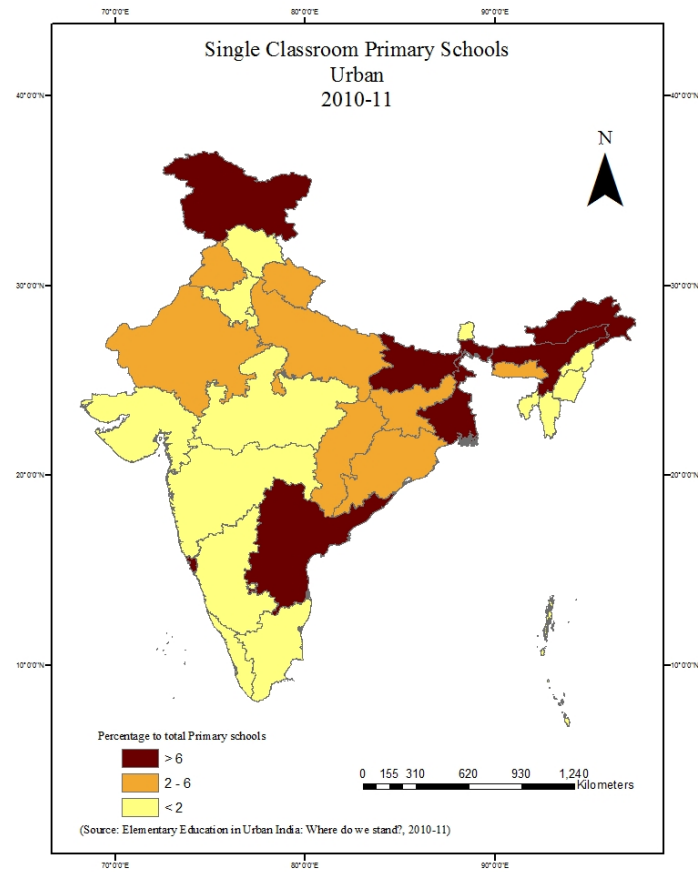 70°0'0"E 80°0'0"E 90°0'0"E
Single Classroom Primary Schools
Urban
2010-11
40°0'0"N 40°0'0"N
N
30°0'0"N 30°0'0"N
20°0'0"N 20°0'0"N
10°0'0"N 10°0'0"N
Percentage to total Primary schools
> 6
2 - 6
< 2
0 155 310 620 930 1,240
Kilometers
(Source: Elementary Education in Urban India: Where do we stand?, 2010-11)
70°0'0"E 80°0'0"E 90°0'0"E